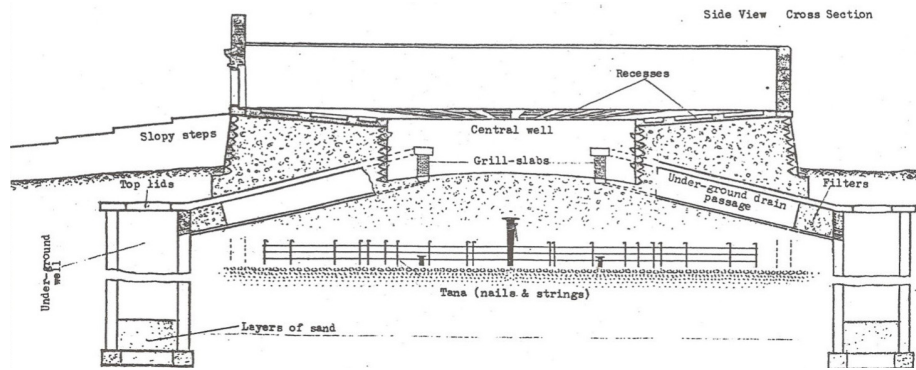 Side View Cross Section
Recesses
Slopy steps
Central well
Grill-slabs
Top lids
Under-ground drain
passage
Filters
Under-ground
well
Tana (nails & strings)
Layers of sand